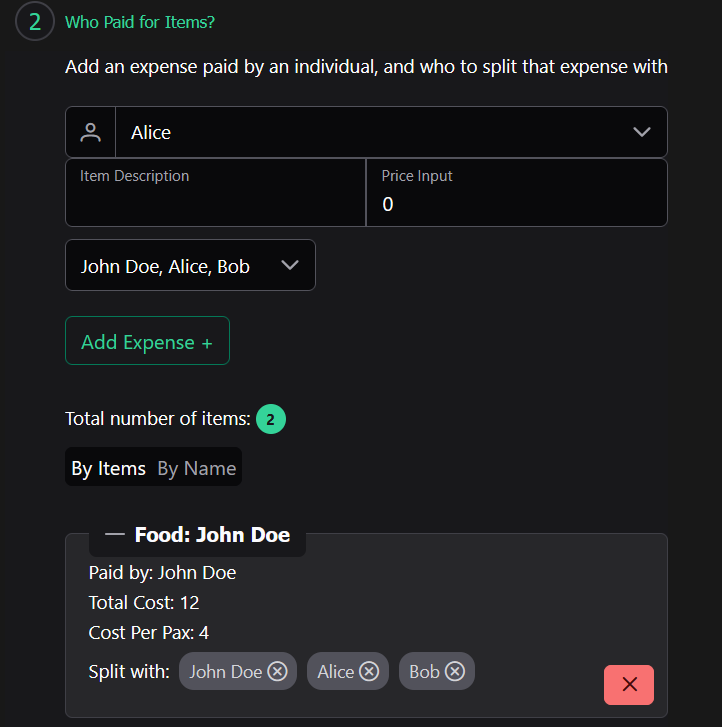 2 Who Paid for Items?
Add an expense paid by an individual, and who to split that expense with
Alice
Item Description Price Input
0
John Doe, Alice, Bob
Add Expense +
Total number of items: 2
By Items By Name
— Food: John Doe
Paid by: John Doe
Total Cost: 12
Cost Per Pax: 4
Split with: John Doe Alice Bob